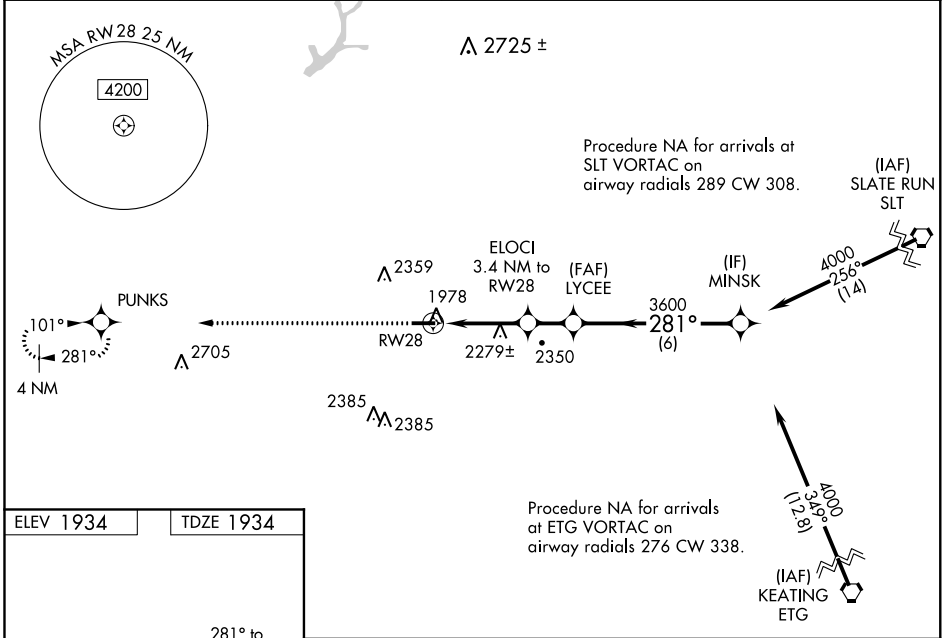 MSA RW28 25 NM
4200
2725 ±
Procedure NA for arrivals at
SLT VORTAC on
airway radials 289 CW 308.
(IAF)
SLATE RUN
SLT
4000
256°
(14)
ELOCI
3.4 NM to
RW28
(FAF)
LYCEE
(IF)
MINSK
3600
281°
(6)
2359
1978
RW28
2279±
2350
PUNKS
101°
281°
4 NM
2705
2385
2385
4000
349°
(12.8)
Procedure NA for arrivals
at ETG VORTAC on
airway radials 276 CW 338.
(IAF)
KEATING
ETG
ELEV 1934
TDZE 1934
281° to